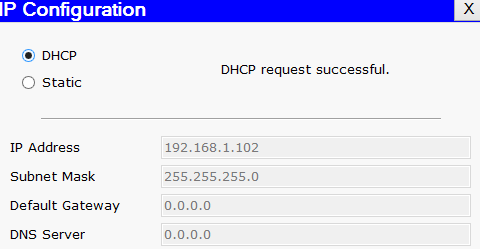 IP Configuration X
DHCP
DHCP request successful.
Static
IP Address 192.168.1.102
Subnet Mask 255.255.255.0
Default Gateway 0.0.0.0
DNS Server 0.0.0.0